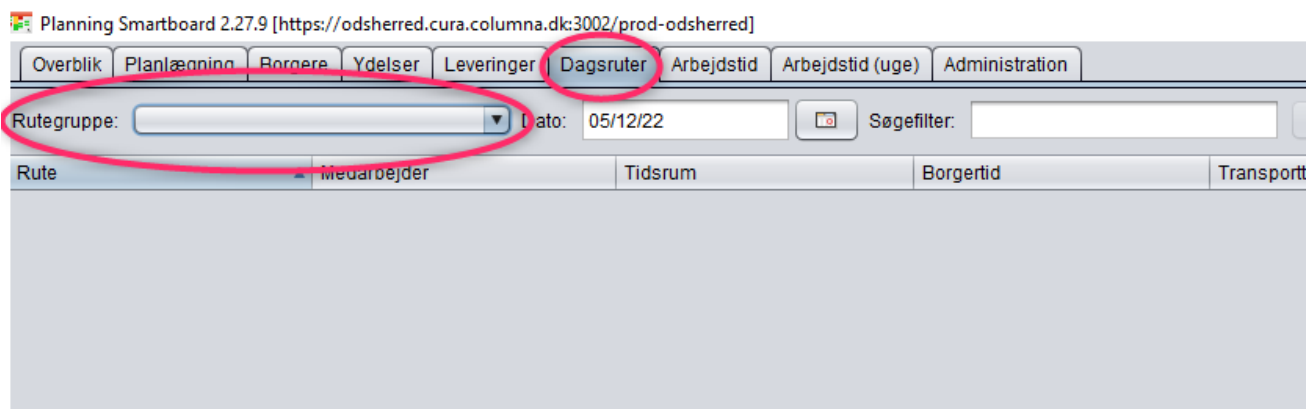 Planning Smartboard 2.27.9 [https://odsherred.cura.columna.dk:3002/prod-odsherred]
Overblik Planlægning Borgere Ydelser Leveringer Dagsruter Arbejdstid Arbejdstid (uge) Administration
Rutegruppe: Dato: 05/12/22 Søgefilter:
Rute Medarbejder Tidsrum Borgertid Transportt